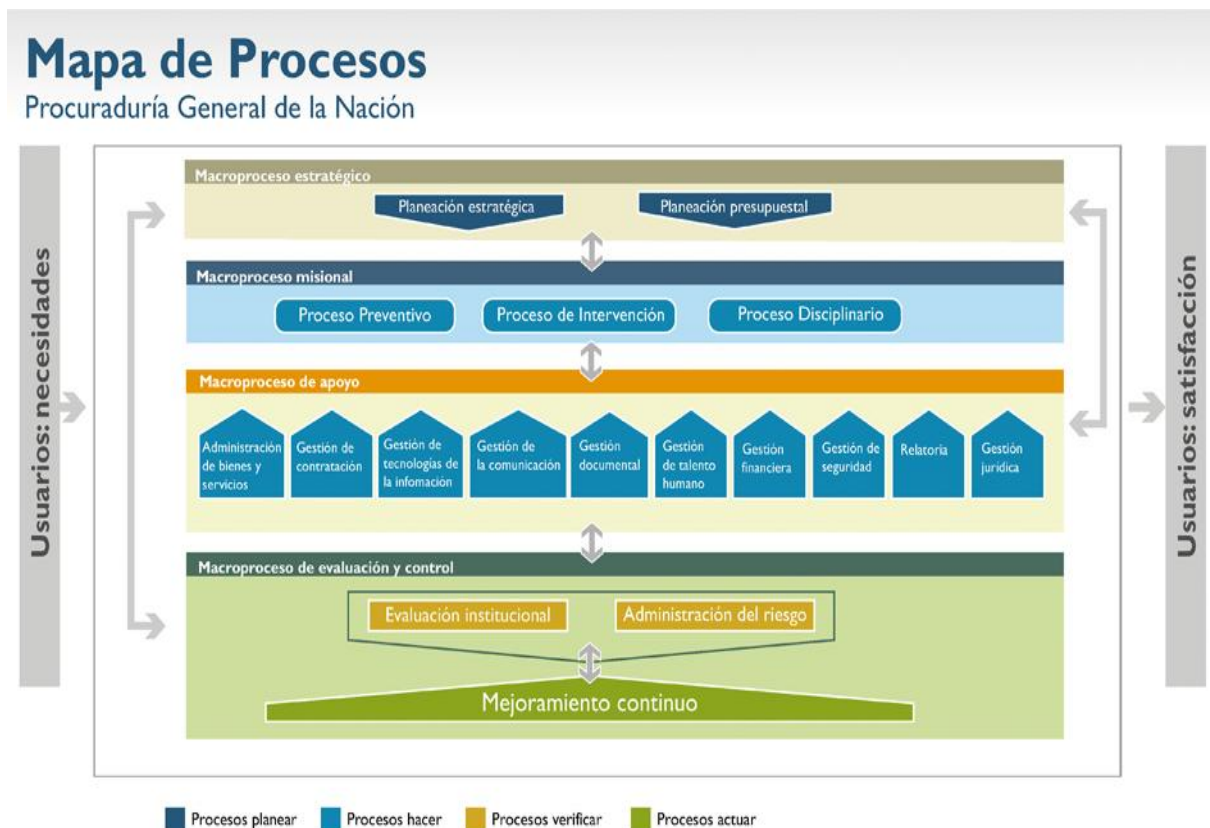 Mapa de Procesos
Procuraduría General de la Nación
Usuarios: necesidades
Macroproceso estratégico
Planeación estratégica
Planeación presupuestal
Macroproceso misional
Proceso Preventivo
Proceso de Intervención
Proceso Disciplinario
Macroproceso de apoyo
Administración
de bienes y
servicios
Gestión de
contratación
Gestión de
tecnologías de
la infomación
Gestión de
la comunicación
Gestión
documental
Gestión
de talento
humano
Gestión
financiera
Gestión de
seguridad
Relatoria
Gestión
jurídica
Macroproceso de evaluación y control
Evaluación institucional
Administración del riesgo
Mejoramiento continuo
Usuarios: satisfacción
Procesos planear
Procesos hacer
Procesos verificar
Procesos actuar